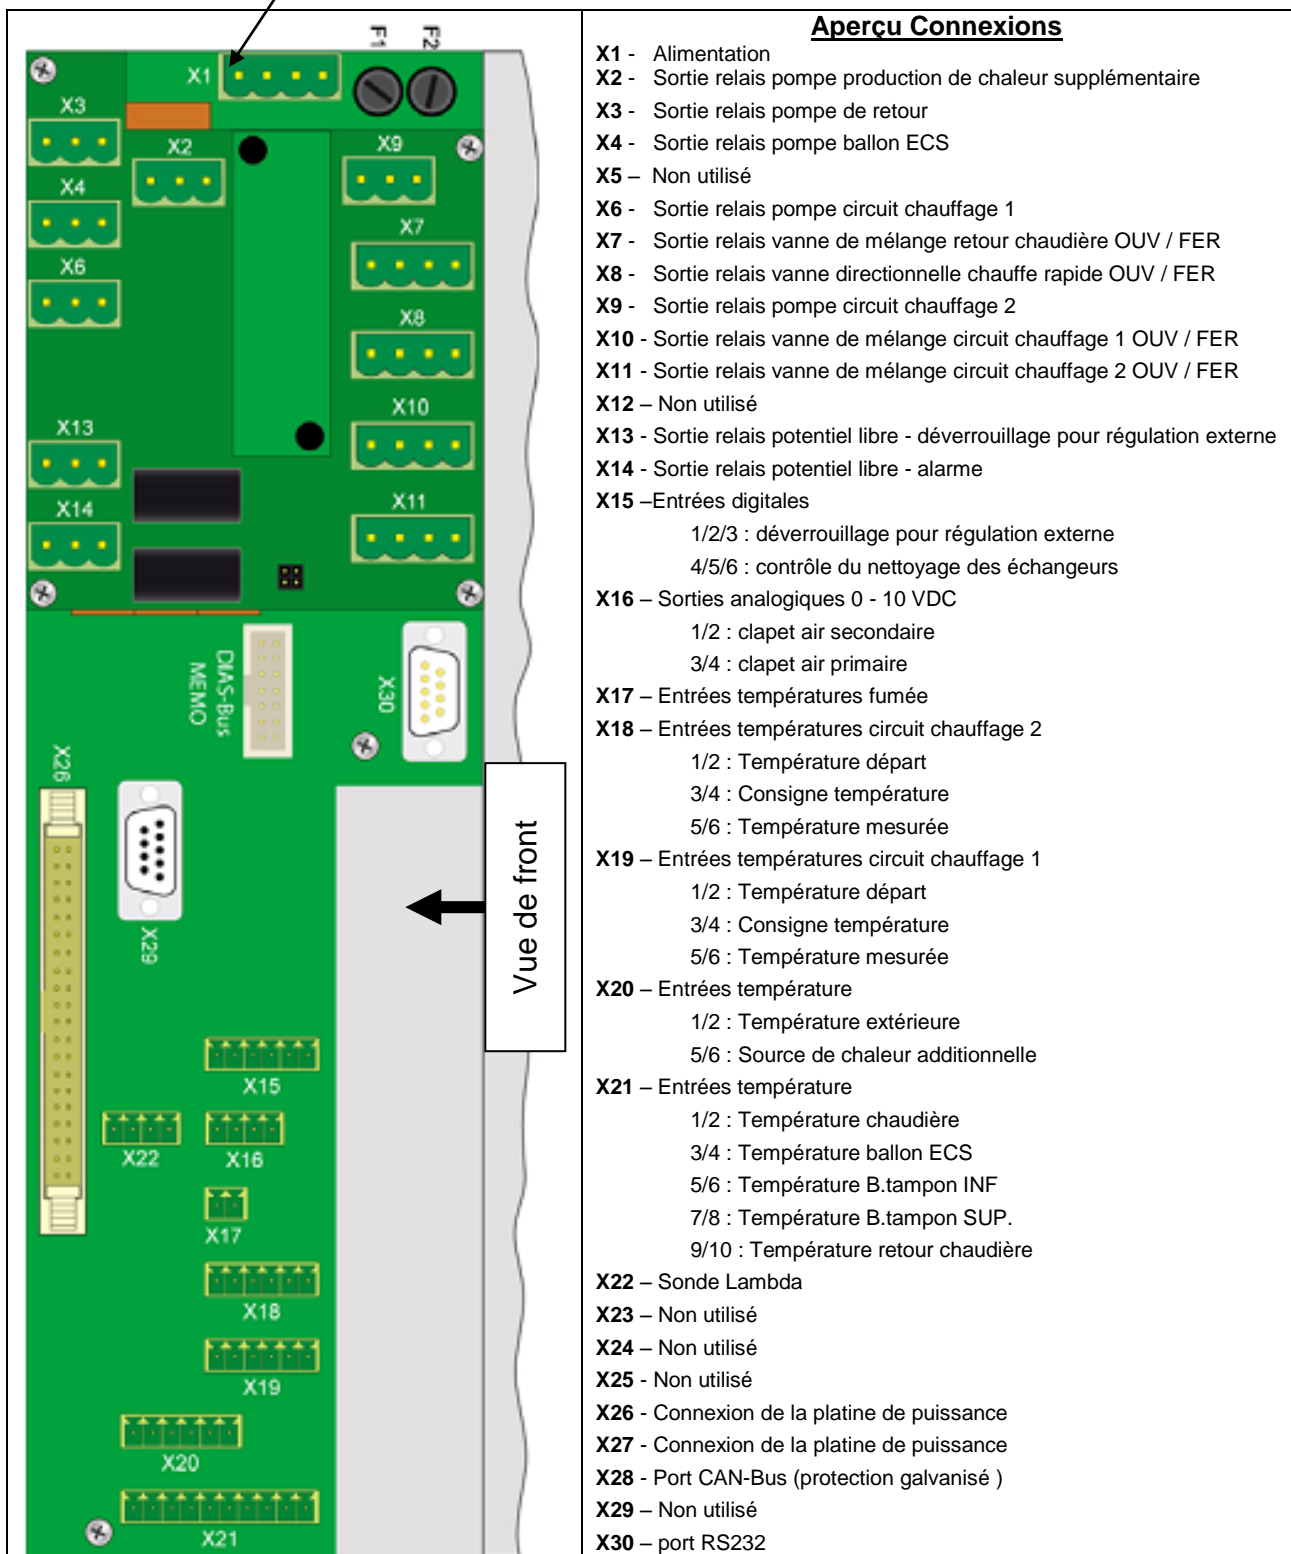 F1
F2
X1
X3
X2
X9
X4
X7
X6
X8
X10
X13
X11
X14
DIAS-Bus
MEMO
X30
X26
X29
Vue de front
X15
X22
X16
X17
X18
X19
X20
X21
Aperçu Connexions
X1 - Alimentation
X2 - Sortie relais pompe production de chaleur supplémentaire
X3 - Sortie relais pompe de retour
X4 - Sortie relais pompe ballon ECS
X5 – Non utilisé
X6 - Sortie relais pompe circuit chauffage 1
X7 - Sortie relais vanne de mélange retour chaudière OUV / FER
X8 - Sortie relais vanne directionnelle chauffe rapide OUV / FER
X9 - Sortie relais pompe circuit chauffage 2
X10 - Sortie relais vanne de mélange circuit chauffage 1 OUV / FER
X11 - Sortie relais vanne de mélange circuit chauffage 2 OUV / FER
X12 – Non utilisé
X13 - Sortie relais potentiel libre - déverrouillage pour régulation externe
X14 - Sortie relais potentiel libre - alarme
X15 –Entrées digitales
1/2/3 : déverrouillage pour régulation externe
4/5/6 : contrôle du nettoyage des échangeurs
X16 – Sorties analogiques 0 - 10 VDC
1/2 : clapet air secondaire
3/4 : clapet air primaire
X17 – Entrées températures fumée
X18 – Entrées températures circuit chauffage 2
1/2 : Température départ
3/4 : Consigne température
5/6 : Température mesurée
X19 – Entrées températures circuit chauffage 1
1/2 : Température départ
3/4 : Consigne température
5/6 : Température mesurée
X20 – Entrées température
1/2 : Température extérieure
5/6 : Source de chaleur additionnelle
X21 – Entrées température
1/2 : Température chaudière
3/4 : Température ballon ECS
5/6 : Température B.tampon INF
7/8 : Température B.tampon SUP.
9/10 : Température retour chaudière
X22 – Sonde Lambda
X23 – Non utilisé
X24 – Non utilisé
X25 - Non utilisé
X26 - Connexion de la platine de puissance
X27 - Connexion de la platine de puissance
X28 - Port CAN-Bus (protection galvanisé )
X29 – Non utilisé
X30 – port RS232